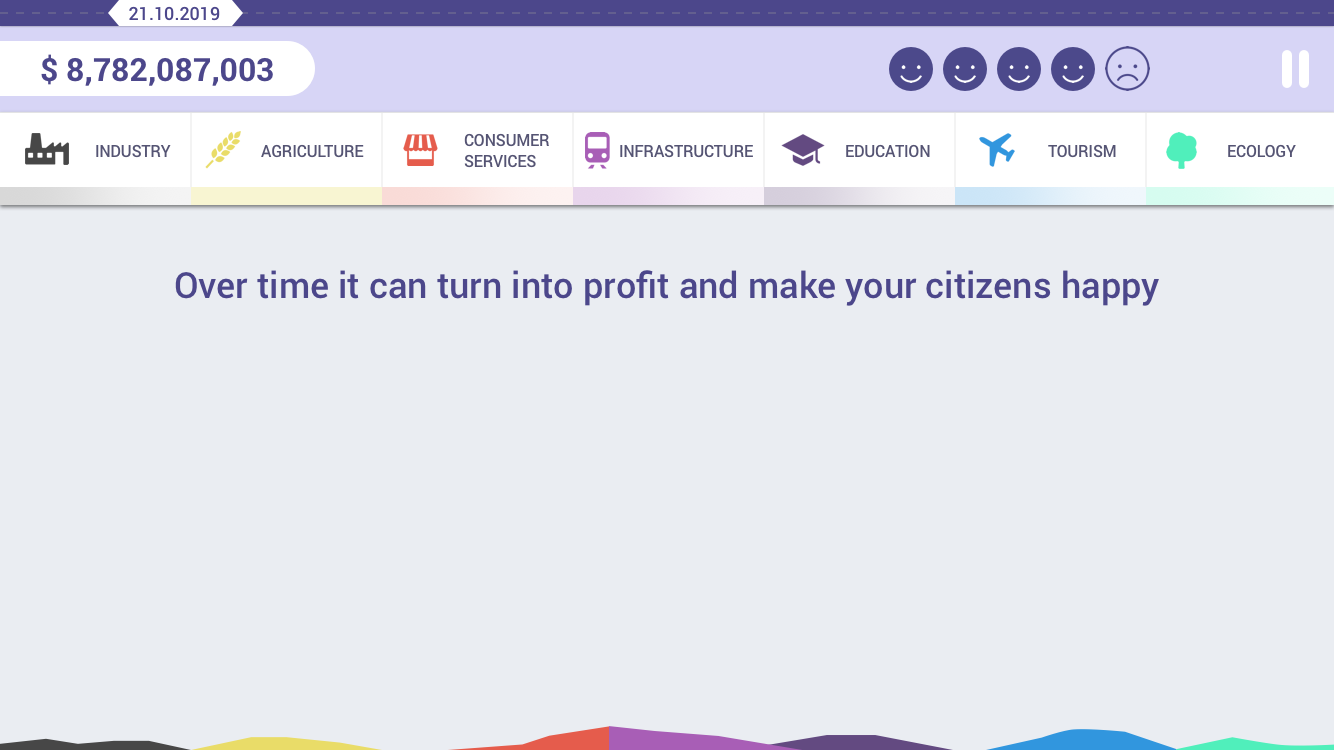 21.10.2019
$ 8,782,087,003
INDUSTRY
AGRICULTURE
CONSUMER
SERVICES
INFRASTRUCTURE
EDUCATION
TOURISM
ECOLOGY
Over time it can turn into profit and make your citizens happy